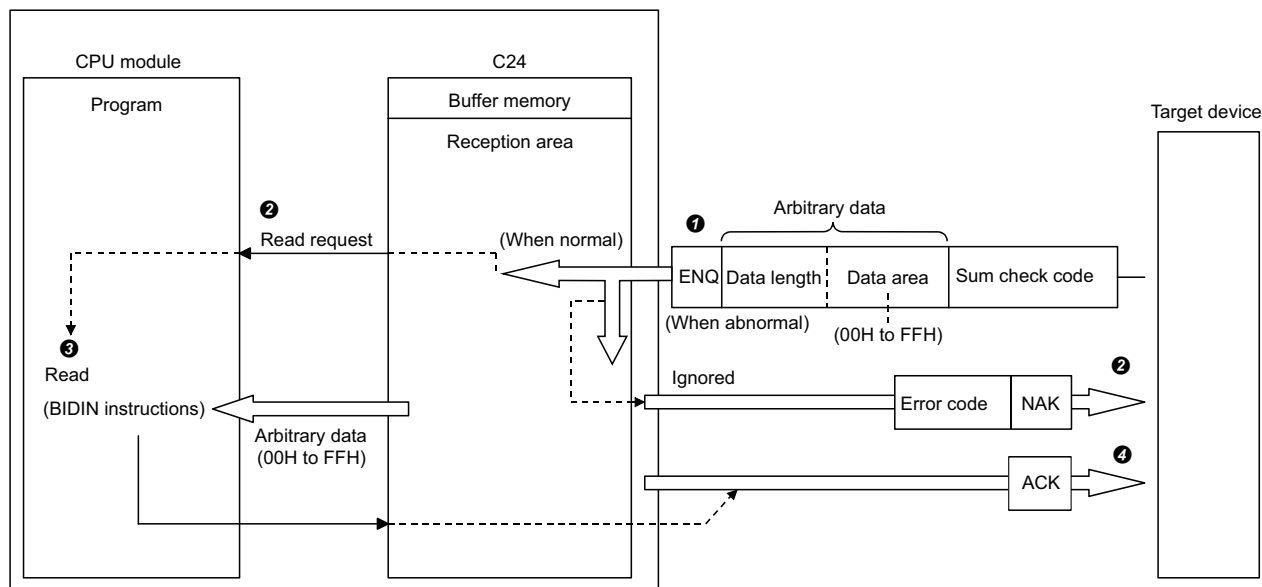 CPU module
C24
Program
Buffer memory
Reception area
Target device
❷
Read request
(When normal)
❶
Arbitrary data
ENQ
Data length
Data area
Sum check code
(When abnormal)
(00H to FFH)
❸
Read
(BIDIN instructions)
Ignored
Error code
NAK
❷
Arbitrary data
(00H to FFH)
ACK
❹